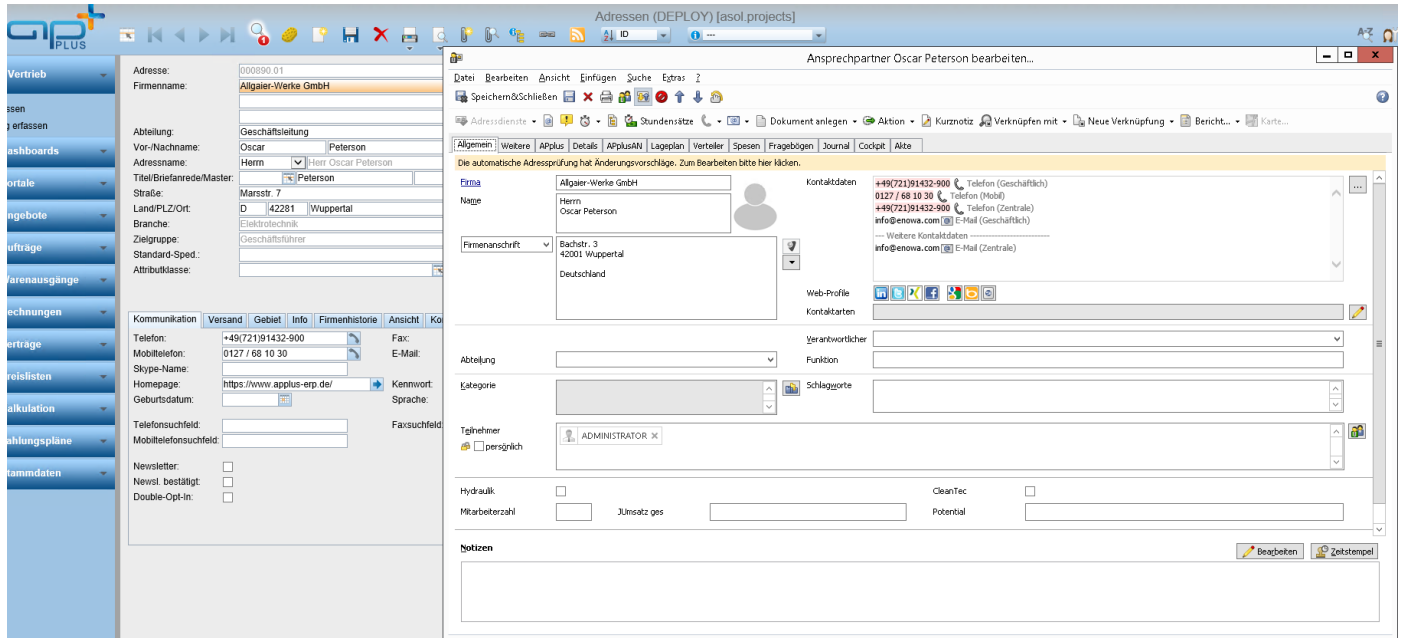 Adressen (DEPLOY) [asol.projects]
ap+
PLUS
ID
---
A-Z
Vertrieb
ssen
g erfassen
ashboards
ortale
ngebote
ufträge
/arenausgänge
echnungen
erträge
reislisten
alkulation
ahlungspläne
tammdaten
Adresse: 000890.01
Firmenname: Allgaier-Werke GmbH
Abteilung: Geschäftsleitung
Vor-/Nachname: Oscar Peterson
Adressname: Herrn Herr Oscar Peterson
Titel/Briefanrede/Master: Peterson
Straße: Marsstr. 7
Land/PLZ/Ort: D 42281 Wuppertal
Branche: Elektrotechnik
Zielgruppe: Geschäftsführer
Standard-Sped.:
Attributklasse:
Kommunikation Versand Gebiet Info Firmenhistorie Ansicht Ko
Telefon: +49(721)91432-900 Fax:
Mobiltelefon: 0127 / 68 10 30 E-Mail:
Skype-Name:
Homepage: https://www.applus-erp.de/ Kennwort:
Geburtsdatum: Sprache:
Telefonsuchfeld: Faxsuchfeld:
Mobiltelefonsuchfeld:
Newsletter:
Newsl. bestätigt:
Double-Opt-In:
Ansprechpartner Oscar Peterson bearbeiten...
Datei Bearbeiten Ansicht Einfügen Suche Extras ?
Speichern&Schließen
Adressdienste Stundensätze Dokument anlegen Aktion Kurznotiz Verknüpfen mit Neue Verknüpfung Bericht... Karte...
Allgemein Weitere APplus Details APplusAN Lageplan Verteiler Spesen Fragebögen Journal Cockpit Akte
Die automatische Adressprüfung hat Änderungsvorschläge. Zum Bearbeiten bitte hier klicken.
Firma Allgaier-Werke GmbH
Name Herrn
Oscar Peterson
Firmenanschrift Bachstr. 3
42001 Wuppertal
Deutschland
Kontaktdaten +49(721)91432-900 Telefon (Geschäftlich)
0127 / 68 10 30 Telefon (Mobil)
+49(721)91432-900 Telefon (Zentrale)
info@enowa.com E-Mail (Geschäftlich)
--- Weitere Kontaktdaten ---------------------------
info@enowa.com E-Mail (Zentrale)
...
Web-Profile
Kontaktarten
Verantwortlicher
Abteilung Funktion
Kategorie Schlagworte
Teilnehmer ADMINISTRATOR
persönlich
Hydraulik CleanTec
Mitarbeiterzahl JUmsatz ges Potential
Notizen Bearbeiten Zeitstempel